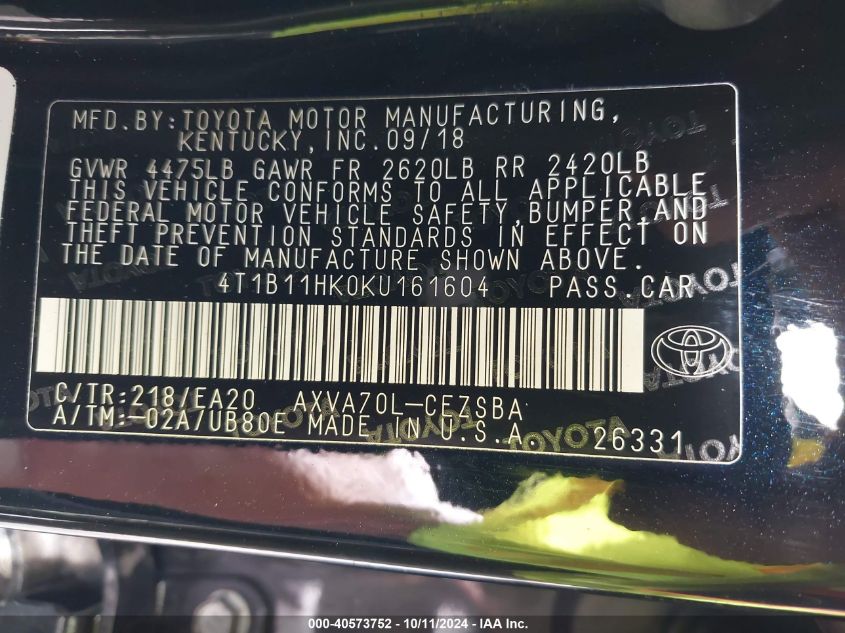 MFD.BY:TOYOTA MOTOR MANUFACTURING,
KENTUCKY,INC.09/18
GVWR 4475LB GAWR FR 2620LB RR 2420LB
THIS VEHICLE CONFORMS TO ALL APPLICABLE
FEDERAL MOTOR VEHICLE SAFETY,BUMPER,AND
THEFT PREVENTION STANDARDS IN EFFECT ON
THE DATE OF MANUFACTURE SHOWN ABOVE.
4T1B11HK0KU161604 PASS.CAR
C/TR:218/EA20 AXVA70L-CEZSBA
A/TM:-02A/UB80E MADE IN U.S.A.
26331
TOYOTA
000-40573752 - 10/11/2024 - IAA Inc.